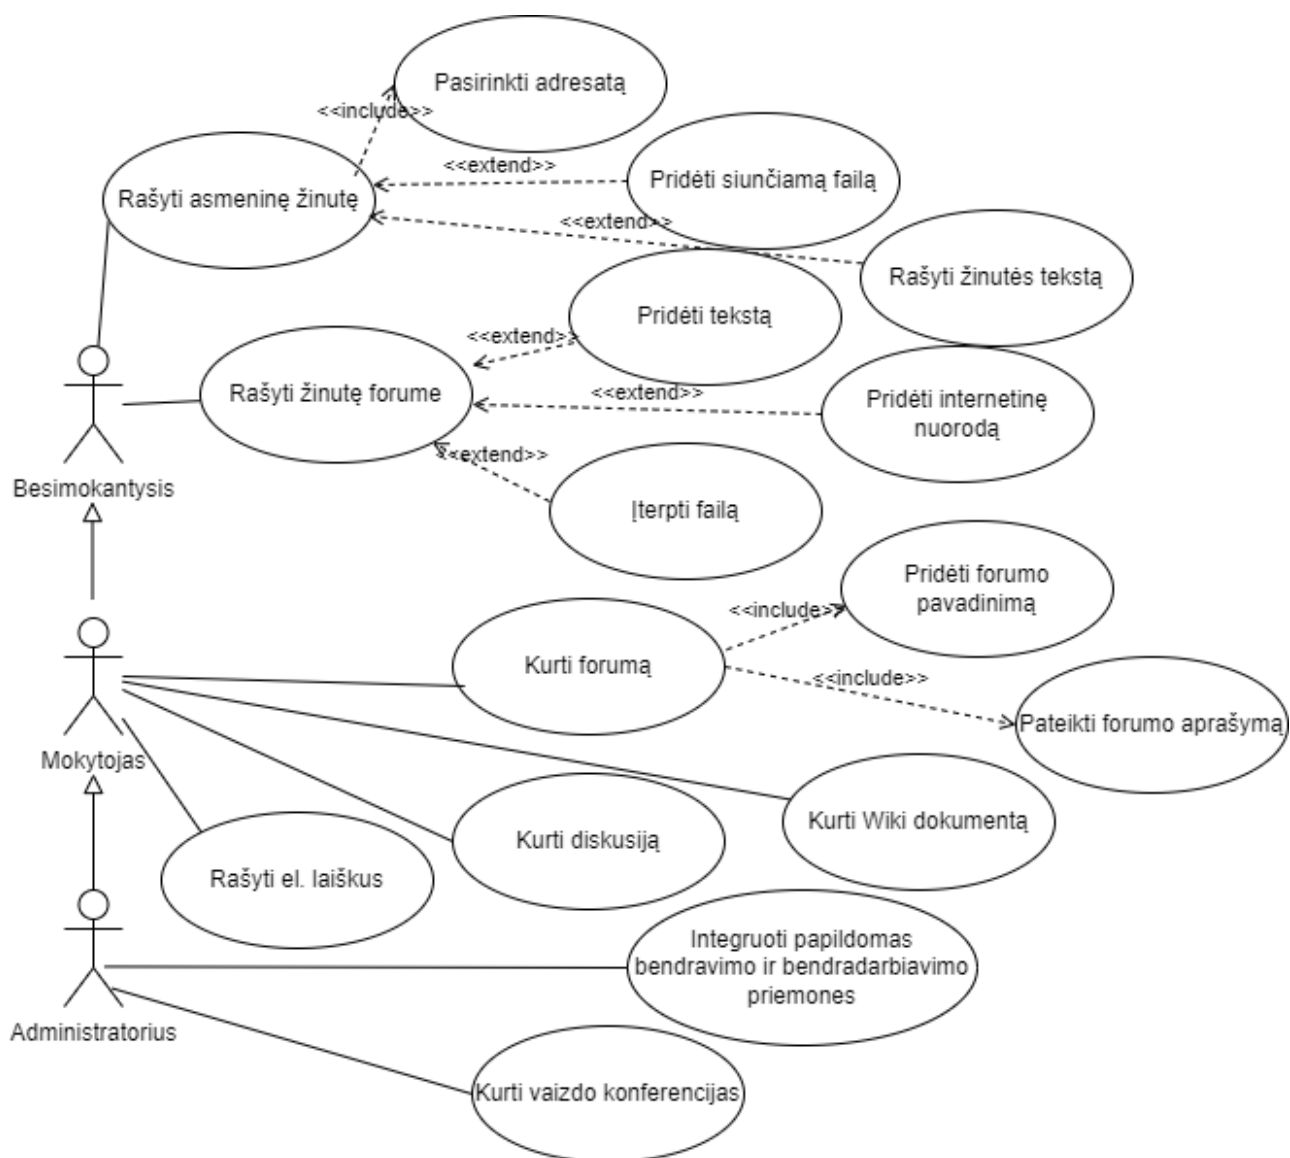 Pasirinkti adresatą
<<include>>
Rašyti asmeninę žinutę
<<extend>>
Pridėti siunčiamą failą
<<extend>>
Rašyti žinutės tekstą
Pridėti tekstą
<<extend>>
Rašyti žinutę forume
<<extend>>
Pridėti internetinę
nuorodą
<<extend>>
Įterpti failą
Besimokantysis
Pridėti forumo
pavadinimą
<<include>>
Kurti forumą
<<include>>
Pateikti forumo aprašymą
Mokytojas
Kurti Wiki dokumentą
Kurti diskusiją
Rašyti el. laiškus
Integruoti papildomas
bendravimo ir bendradarbiavimo
priemones
Administratorius
Kurti vaizdo konferencijas